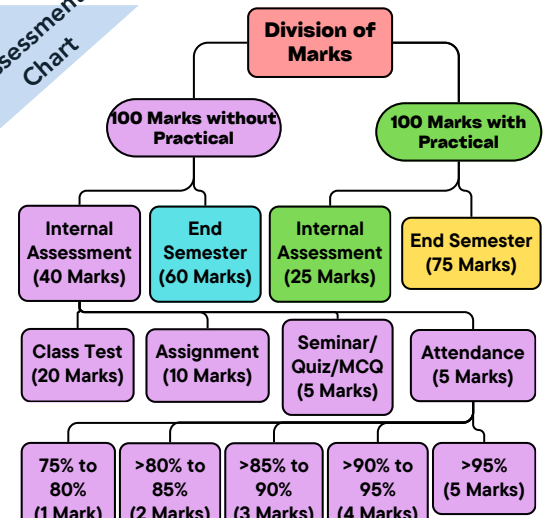 Assessment
Chart
Division of
Marks
100 Marks without
Practical
100 Marks with
Practical
Internal
Assessment
(40 Marks)
End
Semester
(60 Marks)
Internal
Assessment
(25 Marks)
End Semester
(75 Marks)
Class Test
(20 Marks)
Assignment
(10 Marks)
Seminar/
Quiz/MCQ
(5 Marks)
Attendance
(5 Marks)
75% to
80%
(1 Mark)
>80% to
85%
(2 Marks)
>85% to
90%
(3 Marks)
>90% to
95%
(4 Marks)
>95%
(5 Marks)